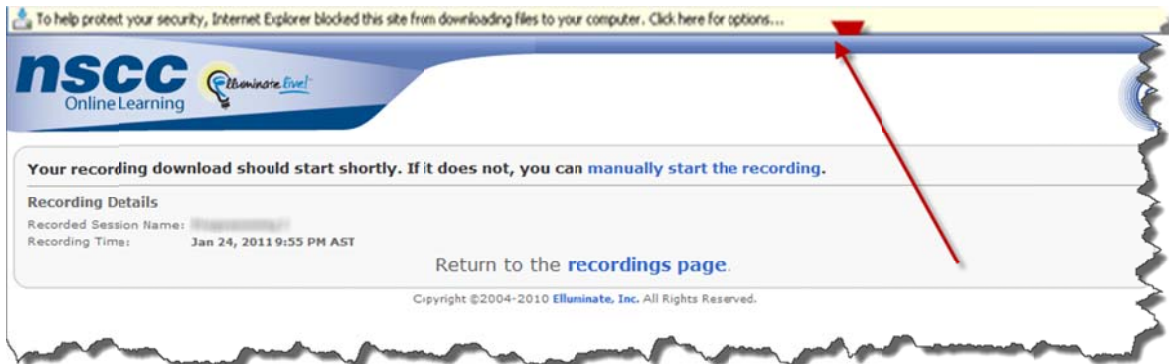 To help protect your security, Internet Explorer blocked this site from downloading files to your computer. Click here for options...
nscc
Online Learning
Elluminate Live!
Your recording download should start shortly. If it does not, you can manually start the recording.
Recording Details
Recorded Session Name:
Recording Time: Jan 24, 2011 9:55 PM AST
Return to the recordings page.
Copyright ©2004-2010 Elluminate, Inc. All Rights Reserved.